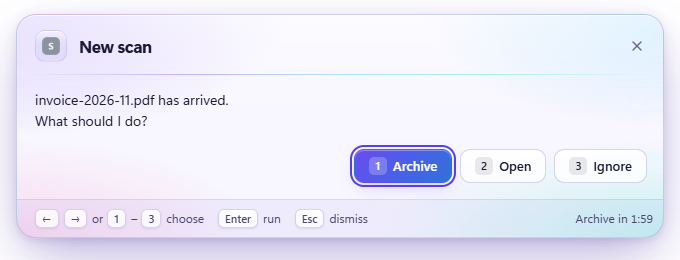 S
New scan
invoice-2026-11.pdf has arrived.
What should I do?
1 Archive
2 Open
3 Ignore
← → or 1 – 3 choose Enter run Esc dismiss
Archive in 1:59